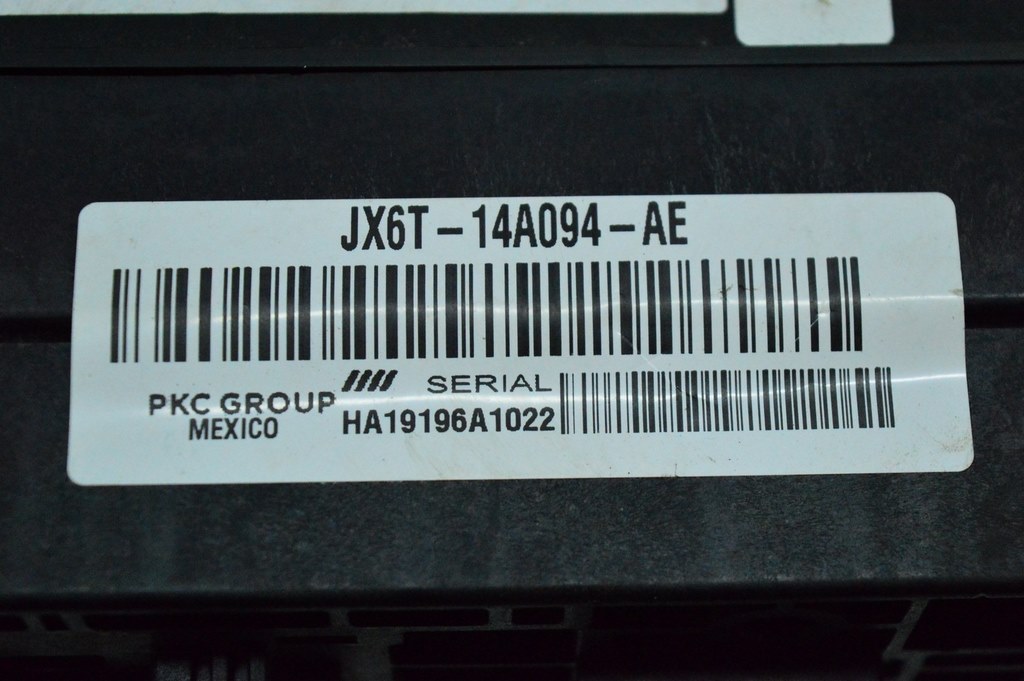 JX6T-14A094-AE
PKC GROUP
MEXICO
SERIAL
HA19196A1022